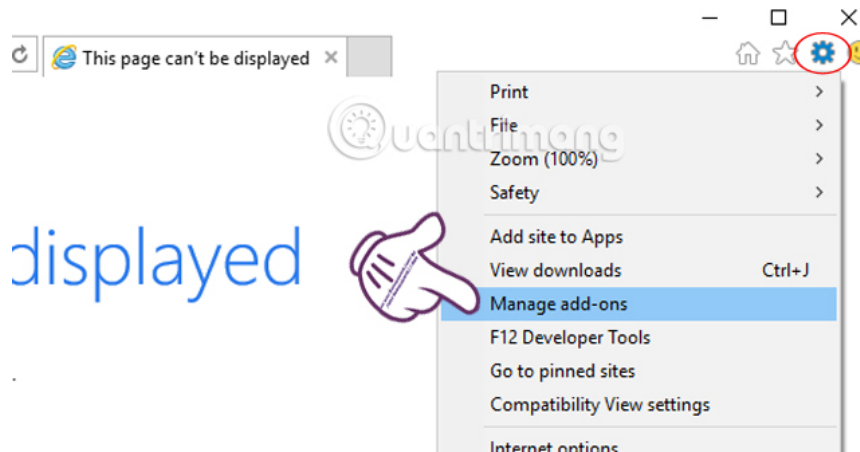 This page can't be displayed
Print
File
Quantrimang
Zoom (100%)
Safety
displayed
Add site to Apps
View downloads Ctrl+J
Manage add-ons
F12 Developer Tools
Go to pinned sites
.
Compatibility View settings
Internet options